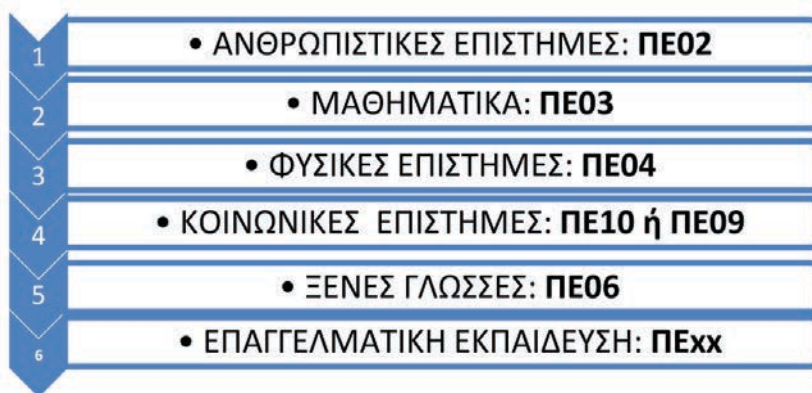 1 • ΑΝΘΡΩΠΙΣΤΙΚΕΣ ΕΠΙΣΤΗΜΕΣ: ΠΕ02
2 • ΜΑΘΗΜΑΤΙΚΑ: ΠΕ03
3 • ΦΥΣΙΚΕΣ ΕΠΙΣΤΗΜΕΣ: ΠΕ04
4 • ΚΟΙΝΩΝΙΚΕΣ ΕΠΙΣΤΗΜΕΣ: ΠΕ10 ή ΠΕ09
5 • ΞΕΝΕΣ ΓΛΩΣΣΕΣ: ΠΕ06
6 • ΕΠΑΓΓΕΛΜΑΤΙΚΗ ΕΚΠΑΙΔΕΥΣΗ: ΠΕxx